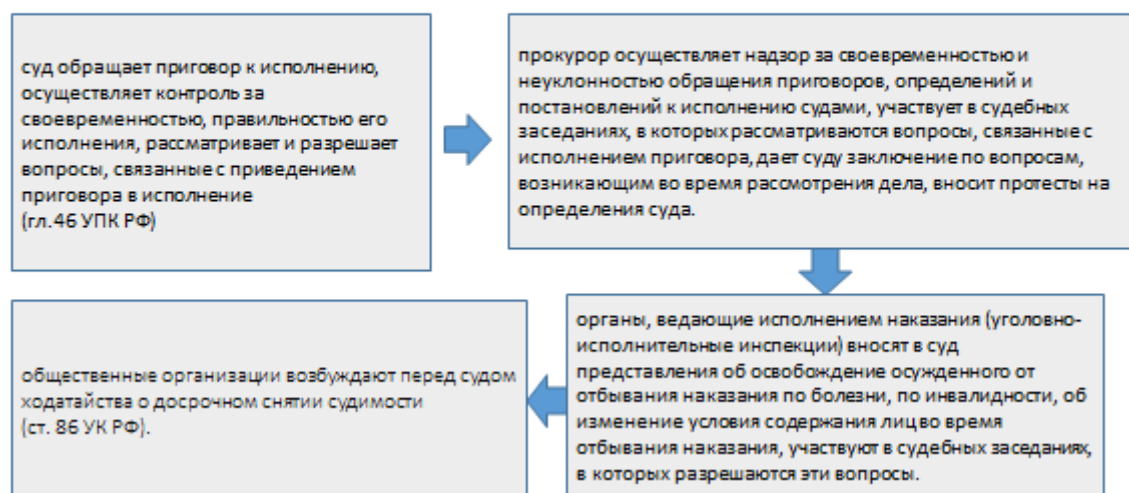 суд обращает приговор к исполнению,
осуществляет контроль за
своевременностью, правильностью его
исполнения, рассматривает и разрешает
вопросы, связанные с приведением
приговора в исполнение
(гл.46 УПК РФ)
прокурор осуществляет надзор за своевременностью и
неуклонностью обращения приговоров, определений и
постановлений к исполнению судами, участвует в судебных
заседаниях, в которых рассматриваются вопросы, связанные с
исполнением приговора, дает суду заключение по вопросам,
возникающим во время рассмотрения дела, вносит протесты на
определения суда.
органы, ведающие исполнением наказания (уголовно-
исполнительные инспекции) вносят в суд
представления об освобождение осужденного от
отбывания наказания по болезни, по инвалидности, об
изменение условия содержания лиц во время
отбывания наказания, участвуют в судебных заседаниях,
в которых разрешаются эти вопросы.
общественные организации возбуждают перед судом
ходатайства о досрочном снятии судимости
(ст. 86 УК РФ).